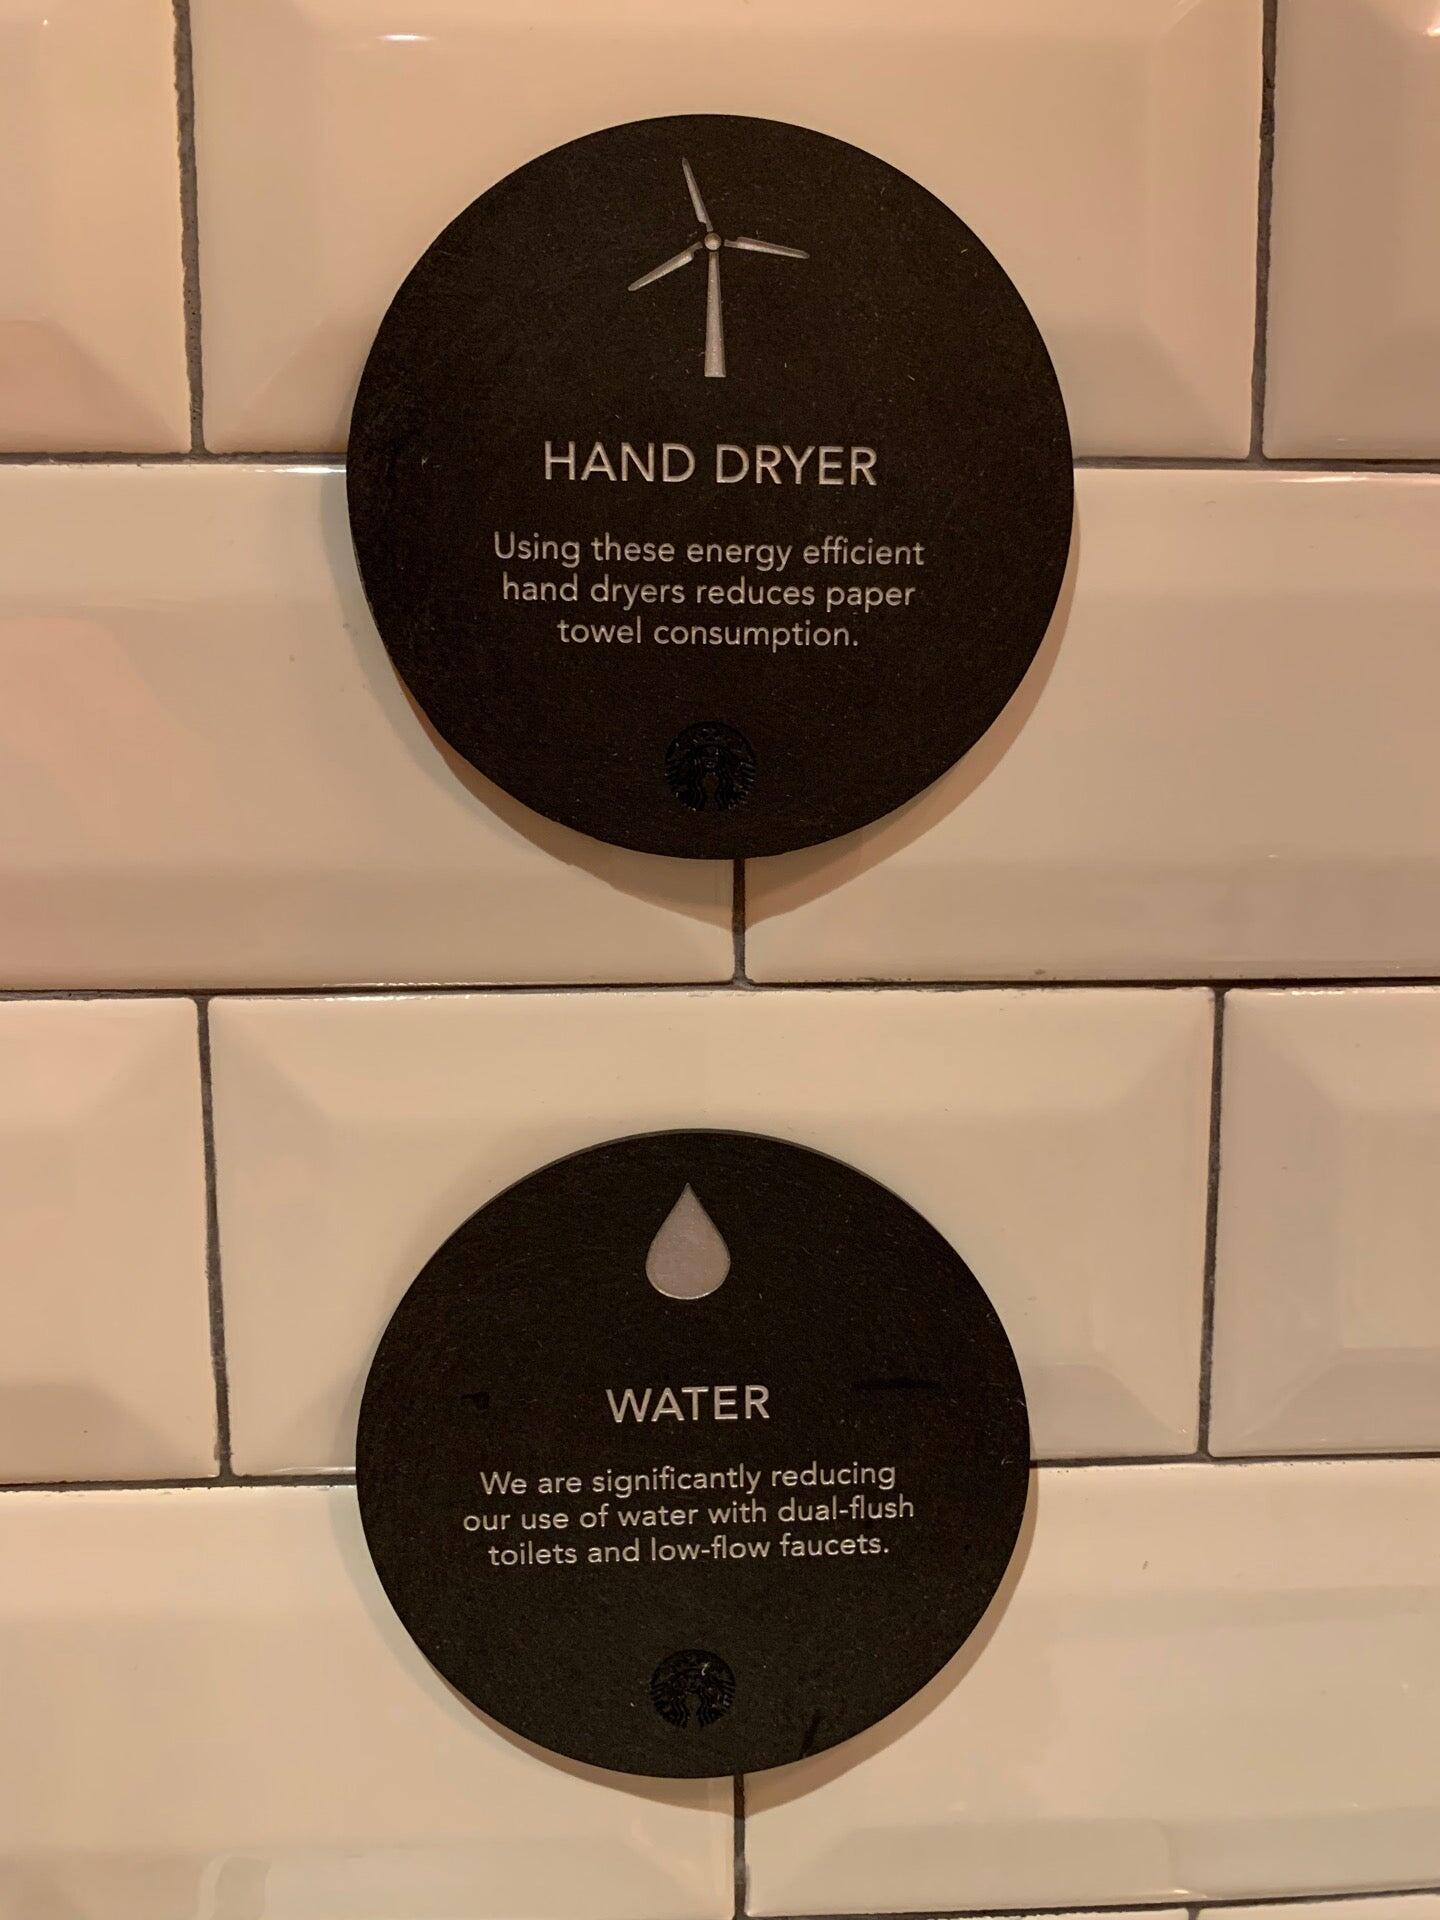 HAND DRYER
Using these energy efficient
hand dryers reduces paper
towel consumption.
WATER
We are significantly reducing
our use of water with dual-flush
toilets and low-flow faucets.